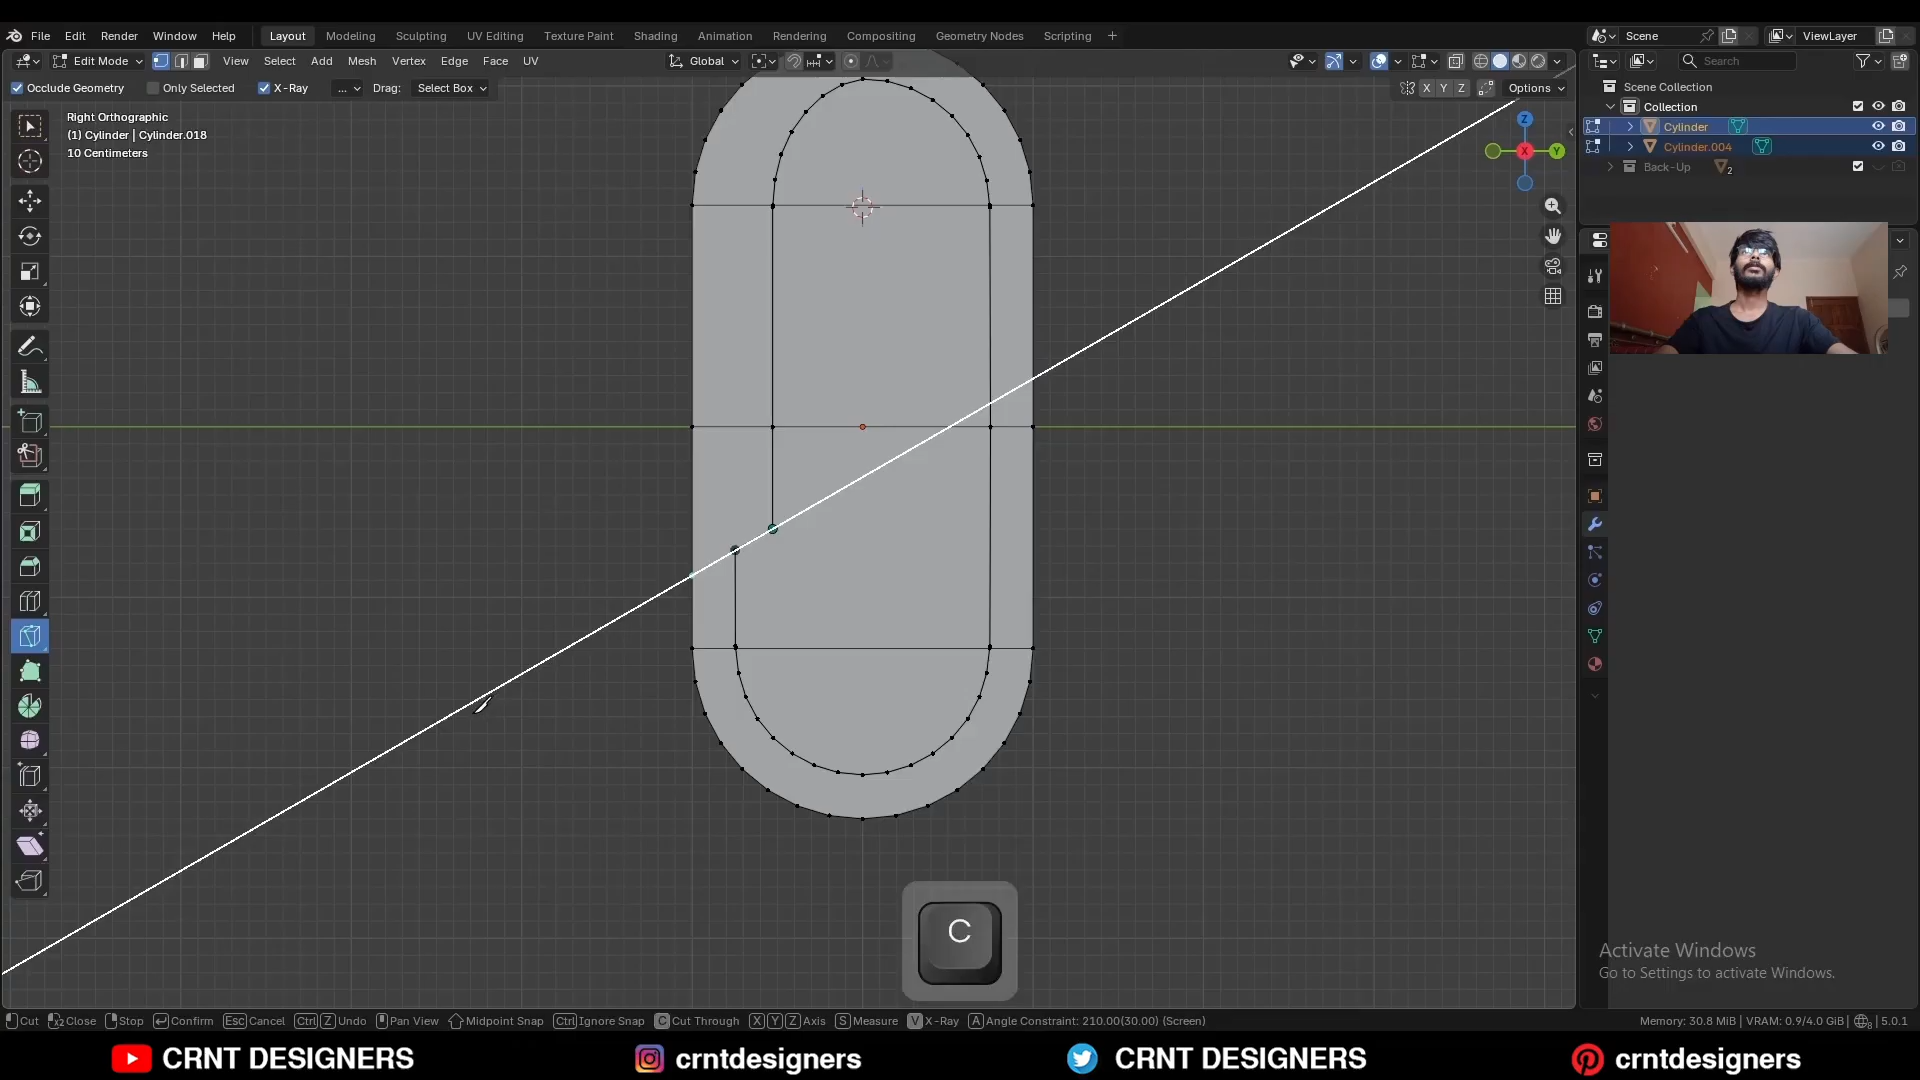 File Edit Render Window Help Layout Modeling Sculpting UV Editing Texture Paint Shading Animation Rendering Compositing Geometry Nodes Scripting + Scene ViewLayer
Edit Mode View Select Add Mesh Vertex Edge Face UV Global Search
Occlude Geometry Only Selected X-Ray ... Drag: Select Box X Y Z Options
Scene Collection
Collection
Cylinder
Cylinder.004
Back-Up 2
Right Orthographic
(1) Cylinder | Cylinder.018
10 Centimeters
Z
X Y
C
Activate Windows
Go to Settings to activate Windows.
Cut x2 Close Stop Confirm Esc Cancel Ctrl Z Undo Pan View Midpoint Snap Ctrl Ignore Snap C Cut Through X Y Z Axis S Measure V X-Ray A Angle Constraint: 210.00(30.00) (Screen) Memory: 30.8 MiB | VRAM: 0.9/4.0 GiB | 8 | 5.0.1
CRNT DESIGNERS crntdesigners CRNT DESIGNERS crntdesigners